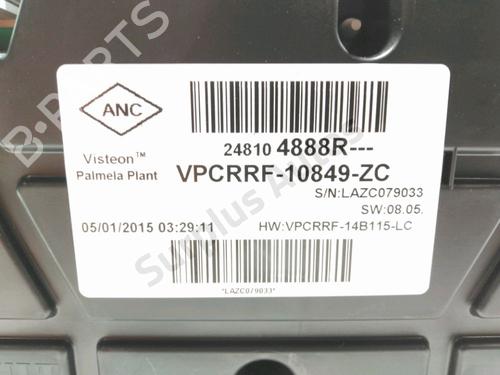 B-PARTS
ANC
Visteon™
Palmela Plant
24810 4888R---
VPCRRF-10849-ZC
S/N:LAZC079033
SW:08.05.
05/01/2015 03:29:11
HW:VPCRRF-14B115-LC
*LAZC079033*
Surplus Autos